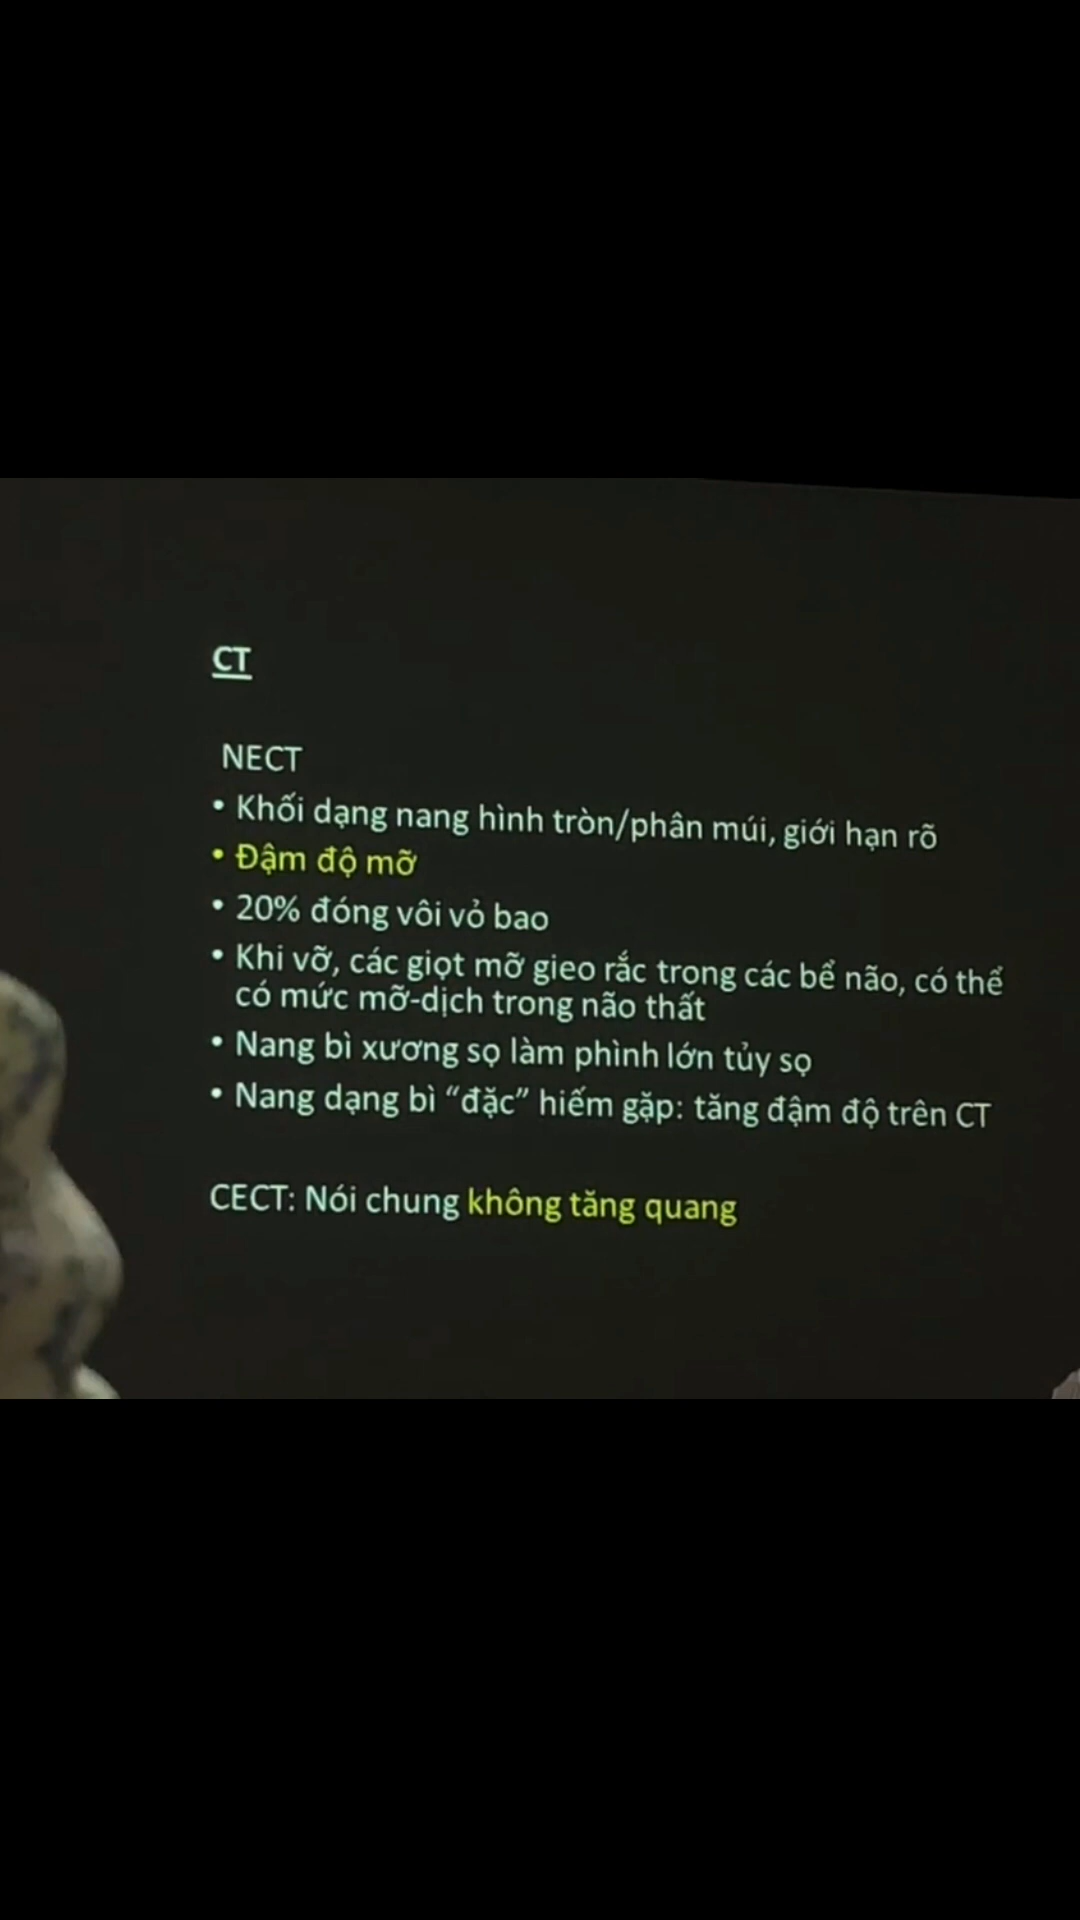 CT
NECT
• Khối dạng nang hình tròn/phân múi, giới hạn rõ
• Đậm độ mỡ
• 20% đóng vôi vỏ bao
• Khi vỡ, các giọt mỡ gieo rắc trong các bể não, có thể
có mức mỡ-dịch trong não thất
• Nang bì xương sọ làm phình lớn tủy sọ
• Nang dạng bì “đặc” hiếm gặp: tăng đậm độ trên CT
CECT: Nói chung không tăng quang